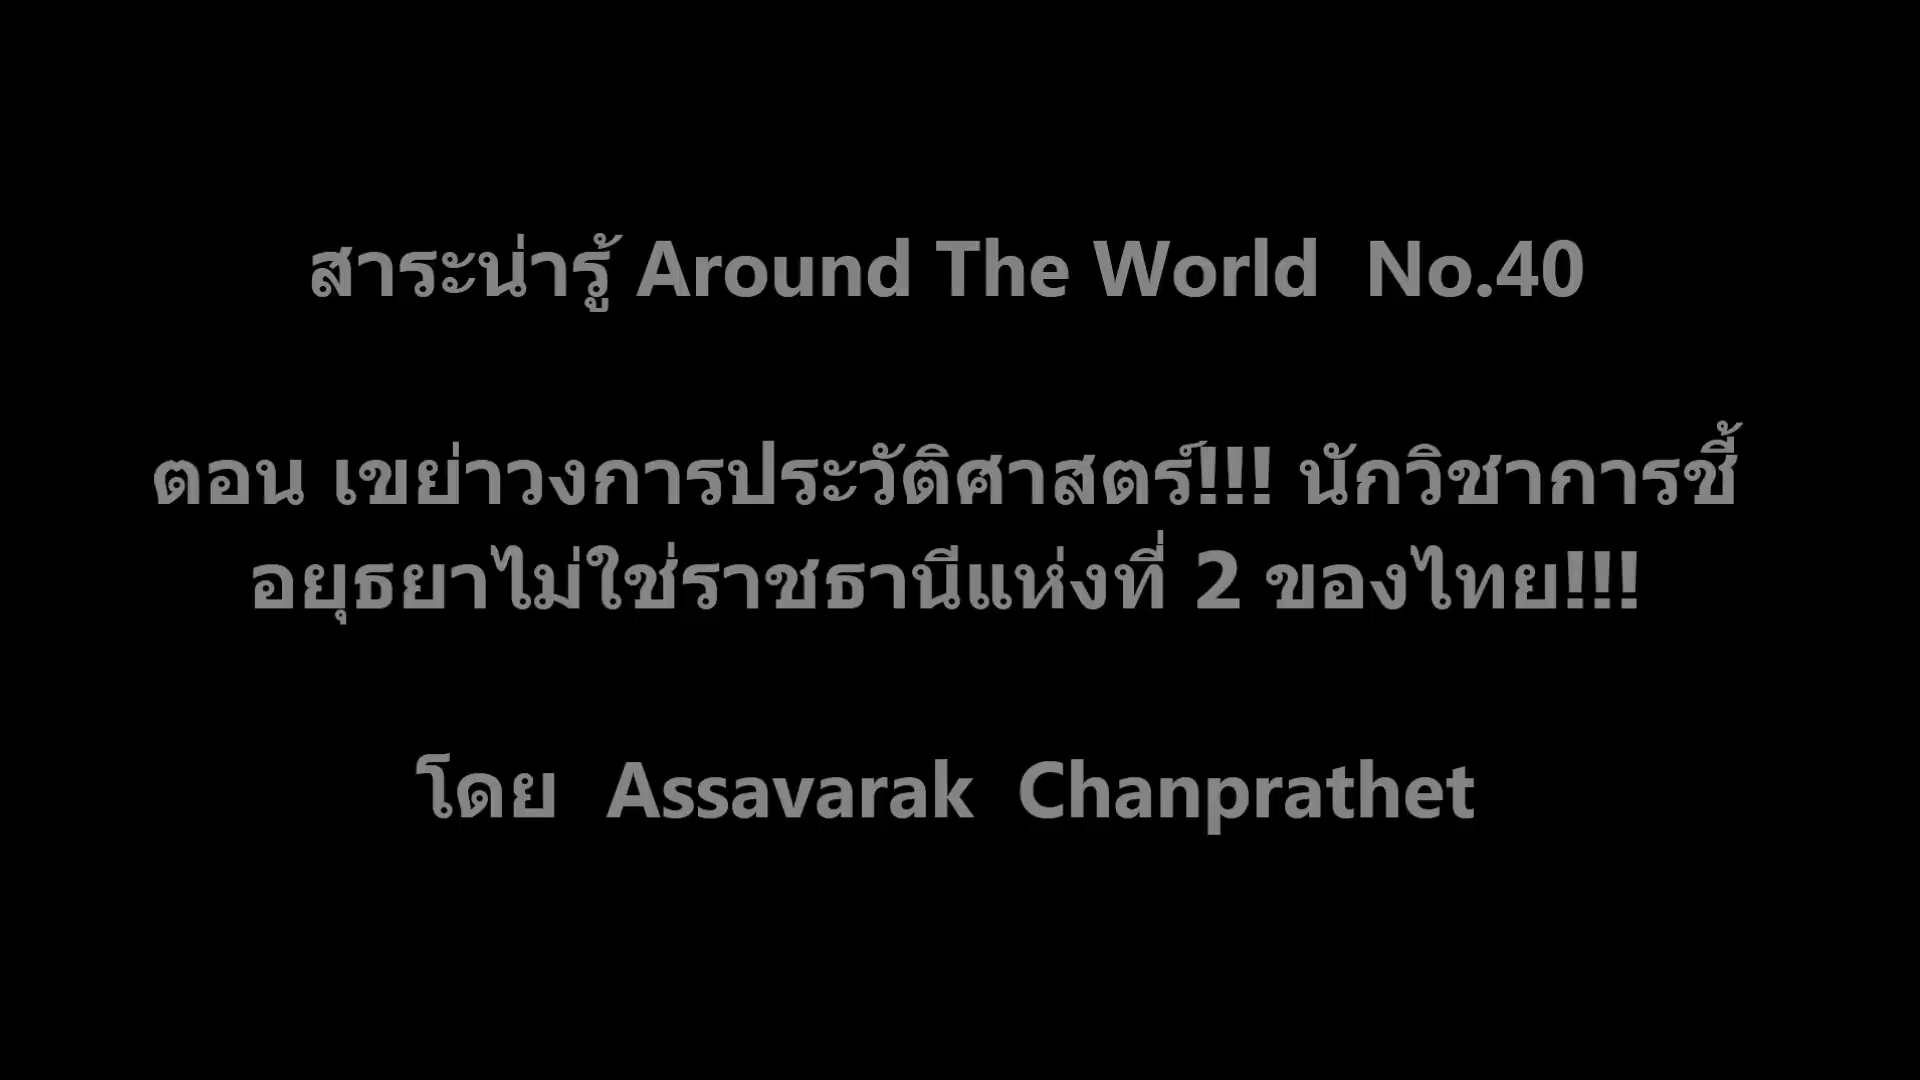 สาระน่ารู้ Around The World No.40
ตอน เขย่าวงการประวัติศาสตร์!!! นักวิชาการชี้
อยุธยาไม่ใช่ราชธานีแห่งที่ 2 ของไทย!!!
โดย Assavarak Chanprathet